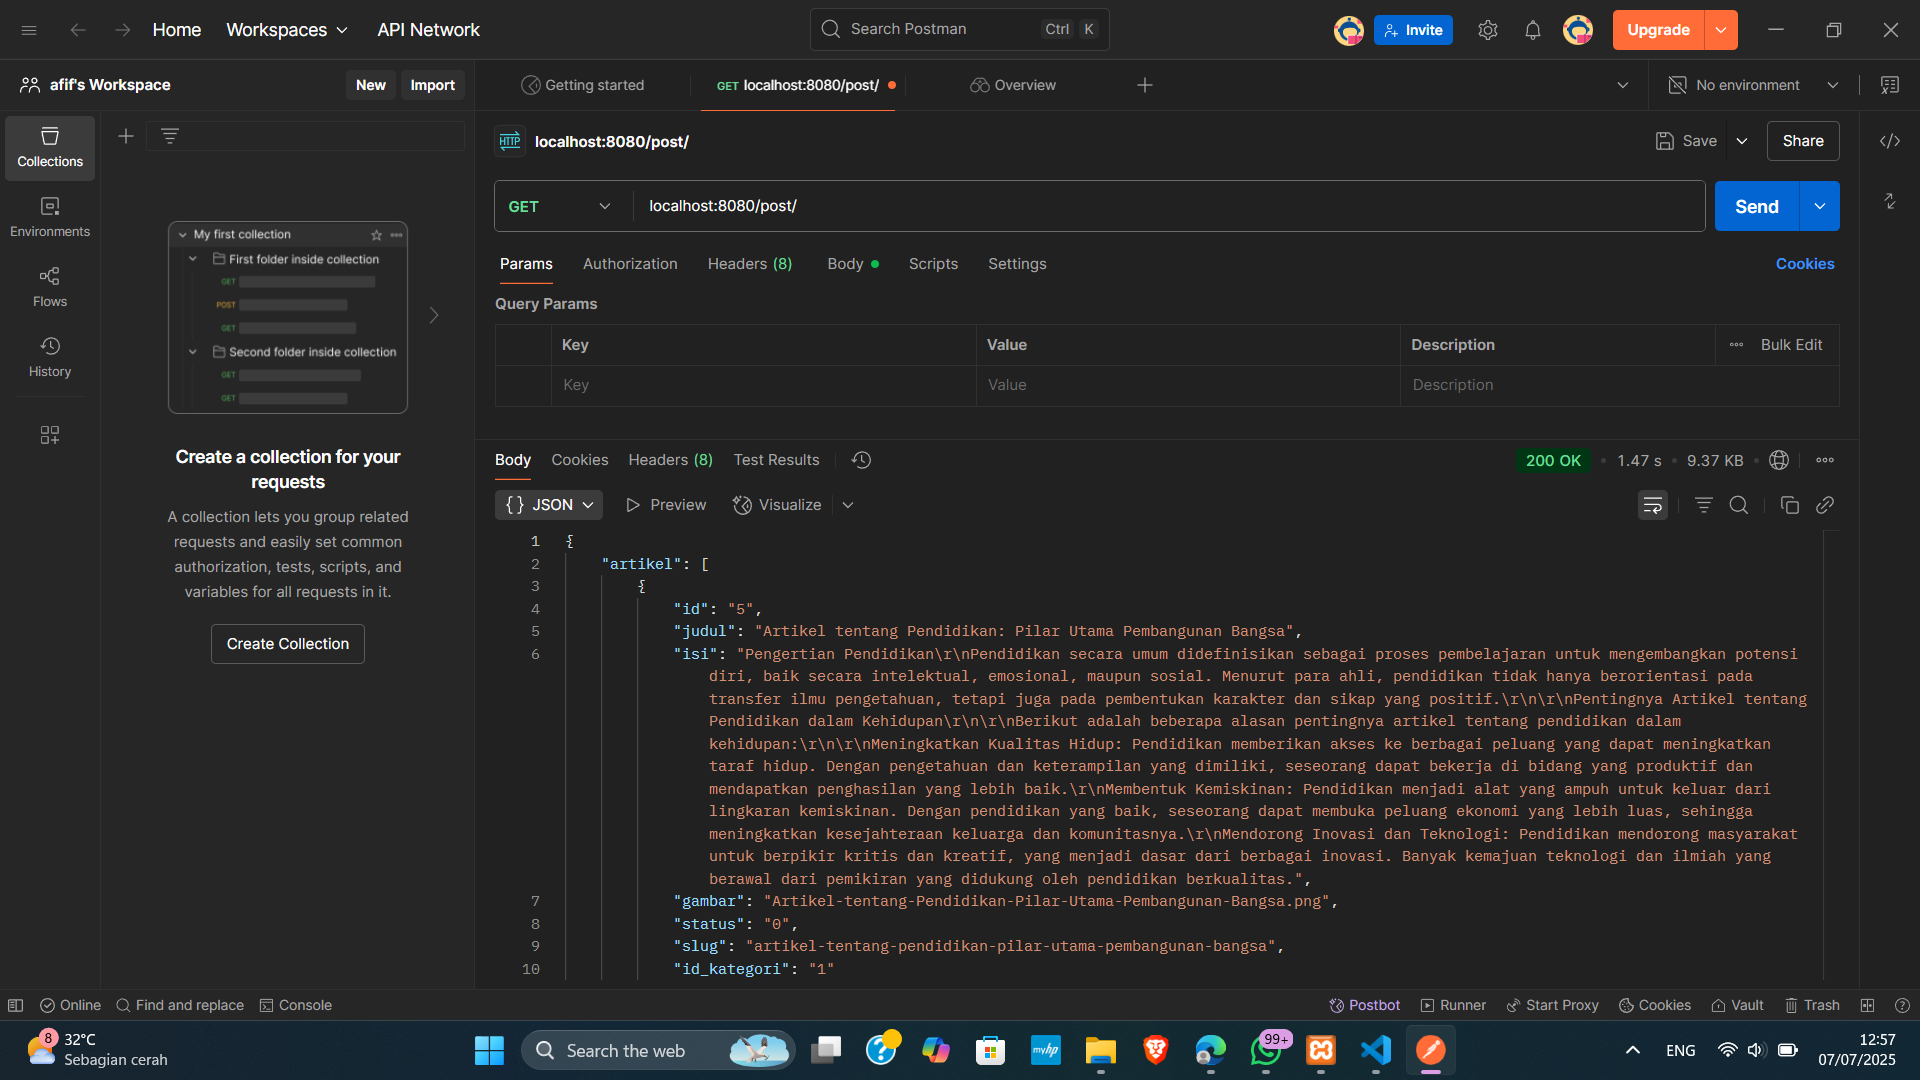 Home
Workspaces
API Network
Search Postman
Ctrl K
Invite
Upgrade
afif's Workspace
New
Import
Getting started
GET localhost:8080/post/
Overview
No environment
Collections
Environments
Flows
History
My first collection
First folder inside collection
GET
POST
GET
Second folder inside collection
GET
GET
Create a collection for your
requests
A collection lets you group related
requests and easily set common
authorization, tests, scripts, and
variables for all requests in it.
Create Collection
HTTP localhost:8080/post/
Save
Share
GET
localhost:8080/post/
Send
Params
Authorization
Headers (8)
Body
Scripts
Settings
Cookies
Query Params
Key Value Description Bulk Edit
Key Value Description
Body
Cookies
Headers (8)
Test Results
200 OK
1.47 s
9.37 KB
{} JSON
Preview
Visualize
1 {
2 "artikel": [
3 {
4 "id": "5",
5 "judul": "Artikel tentang Pendidikan: Pilar Utama Pembangunan Bangsa",
6 "isi": "Pengertian Pendidikan\r\nPendidikan secara umum didefinisikan sebagai proses pembelajaran untuk mengembangkan potensi
diri, baik secara intelektual, emosional, maupun sosial. Menurut para ahli, pendidikan tidak hanya berorientasi pada
transfer ilmu pengetahuan, tetapi juga pada pembentukan karakter dan sikap yang positif.\r\n\r\nPentingnya Artikel tentang
Pendidikan dalam Kehidupan\r\n\r\nBerikut adalah beberapa alasan pentingnya artikel tentang pendidikan dalam
kehidupan:\r\n\r\nMeningkatkan Kualitas Hidup: Pendidikan memberikan akses ke berbagai peluang yang dapat meningkatkan
taraf hidup. Dengan pengetahuan dan keterampilan yang dimiliki, seseorang dapat bekerja di bidang yang produktif dan
mendapatkan penghasilan yang lebih baik.\r\nMembentuk Kemiskinan: Pendidikan menjadi alat yang ampuh untuk keluar dari
lingkaran kemiskinan. Dengan pendidikan yang baik, seseorang dapat membuka peluang ekonomi yang lebih luas, sehingga
meningkatkan kesejahteraan keluarga dan komunitasnya.\r\nMendorong Inovasi dan Teknologi: Pendidikan mendorong masyarakat
untuk berpikir kritis dan kreatif, yang menjadi dasar dari berbagai inovasi. Banyak kemajuan teknologi dan ilmiah yang
berawal dari pemikiran yang didukung oleh pendidikan berkualitas.",
7 "gambar": "Artikel-tentang-Pendidikan-Pilar-Utama-Pembangunan-Bangsa.png",
8 "status": "0",
9 "slug": "artikel-tentang-pendidikan-pilar-utama-pembangunan-bangsa",
10 "id_kategori": "1"
Online
Find and replace
Console
Postbot
Runner
Start Proxy
Cookies
Vault
Trash
8
32°C
Sebagian cerah
Search the web
myhp
99+
ENG
12:57
07/07/2025